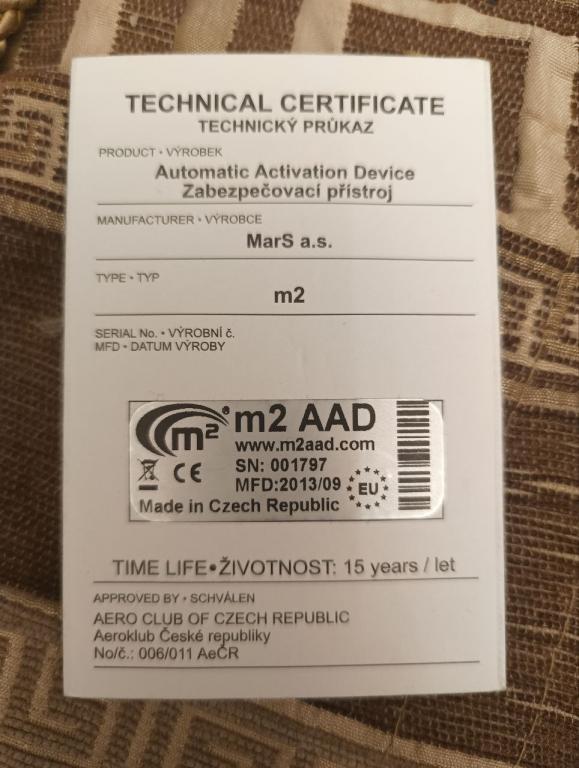 TECHNICAL CERTIFICATE
TECHNICKÝ PRŮKAZ
PRODUCT • VÝROBEK
Automatic Activation Device
Zabezpečovací přístroj
MANUFACTURER • VÝROBCE
MarS a.s.
TYPE • TYP
m2
SERIAL No. • VÝROBNÍ č.
MFD • DATUM VÝROBY
m2® m2 AAD
www.m2aad.com
SN: 001797
CE MFD:2013/09 EU
Made in Czech Republic
TIME LIFE•ŽIVOTNOST: 15 years / let
APPROVED BY • SCHVÁLEN
AERO CLUB OF CZECH REPUBLIC
Aeroklub České republiky
No/č.: 006/011 AeČR